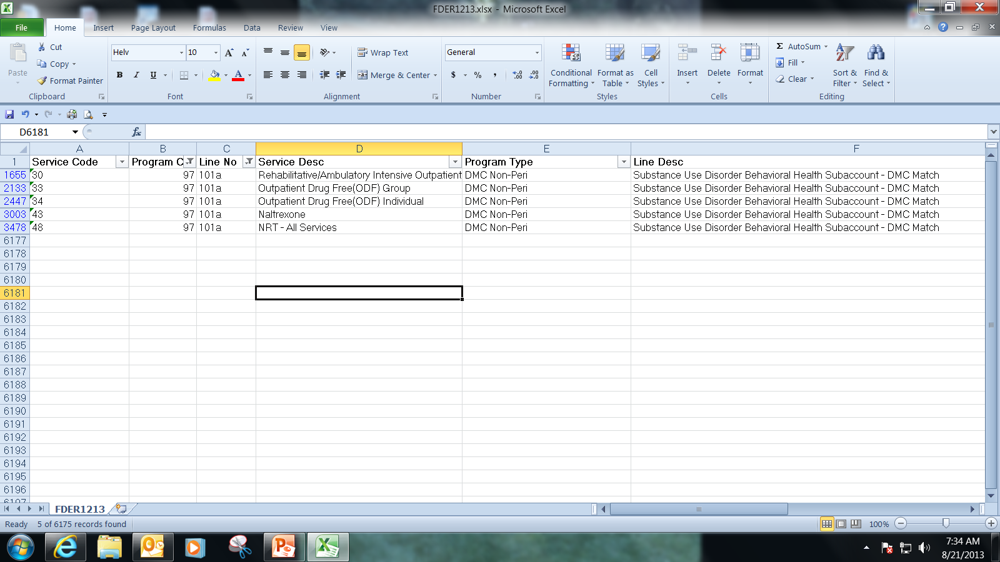 FDER1213.xlsx - Microsoft Excel
File Home Insert Page Layout Formulas Data Review View
Paste Cut Copy Format Painter Clipboard
Helv 10 B I U A Font
Wrap Text Merge & Center Alignment
General $ % , Number
Conditional Formatting Format as Table Cell Styles Styles
Insert Delete Format Cells
Σ AutoSum Fill Clear Sort & Filter Find & Select Editing
D6181 fx
A B C D E F
1 Service Code Program C Line No Service Desc Program Type Line Desc
1655 30 97 101a Rehabilitative/Ambulatory Intensive Outpatient DMC Non-Peri Substance Use Disorder Behavioral Health Subaccount - DMC Match
2133 33 97 101a Outpatient Drug Free(ODF) Group DMC Non-Peri Substance Use Disorder Behavioral Health Subaccount - DMC Match
2447 34 97 101a Outpatient Drug Free(ODF) Individual DMC Non-Peri Substance Use Disorder Behavioral Health Subaccount - DMC Match
3003 43 97 101a Naltrexone DMC Non-Peri Substance Use Disorder Behavioral Health Subaccount - DMC Match
3478 48 97 101a NRT - All Services DMC Non-Peri Substance Use Disorder Behavioral Health Subaccount - DMC Match
6177
6178
6179
6180
6181
6182
6183
6184
6185
6186
6187
6188
6189
6190
6191
6192
6193
6194
6195
6196
6197
FDER1213
Ready 5 of 6175 records found 100%
7:34 AM
8/21/2013